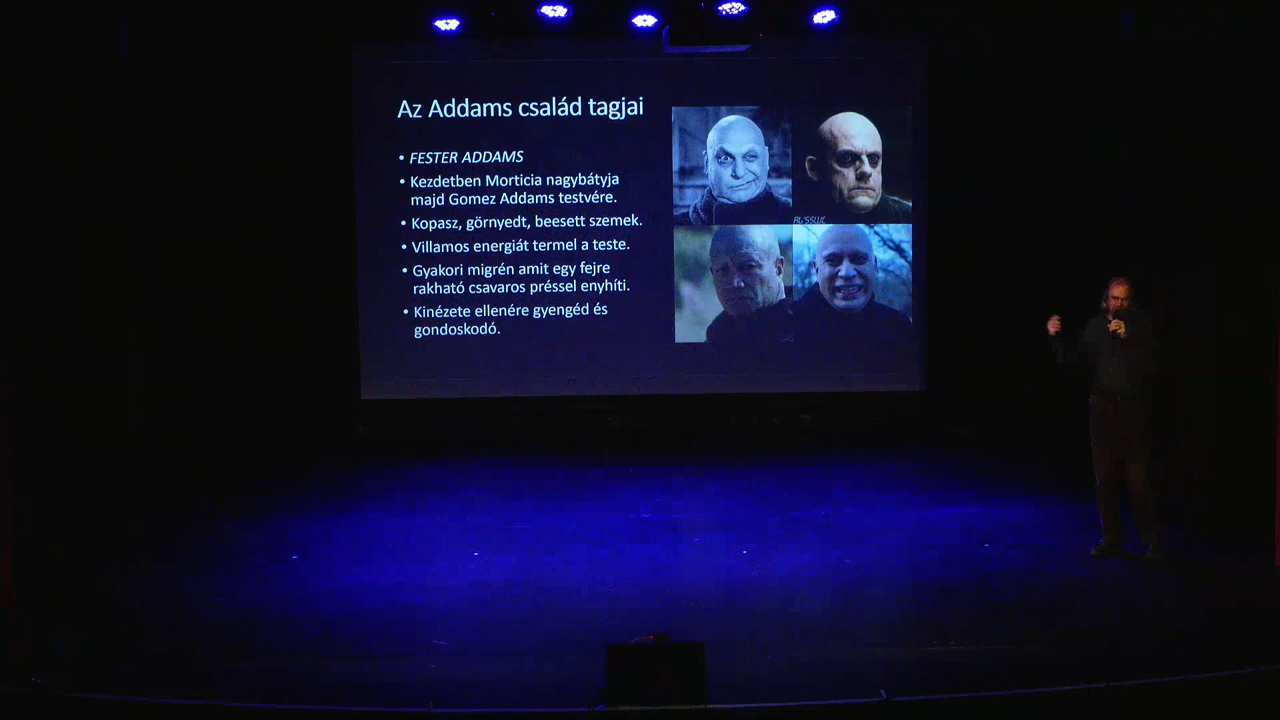 Az Addams család tagjai
• FESTER ADDAMS
• Kezdetben Morticia nagybátyja
majd Gomez Addams testvére.
• Kopasz, görnyedt, beesett szemek.
• Villamos energiát termel a teste.
• Gyakori migrén amit egy fejre
rakható csavaros préssel enyhíti.
• Kinézete ellenére gyengéd és
gondoskodó.